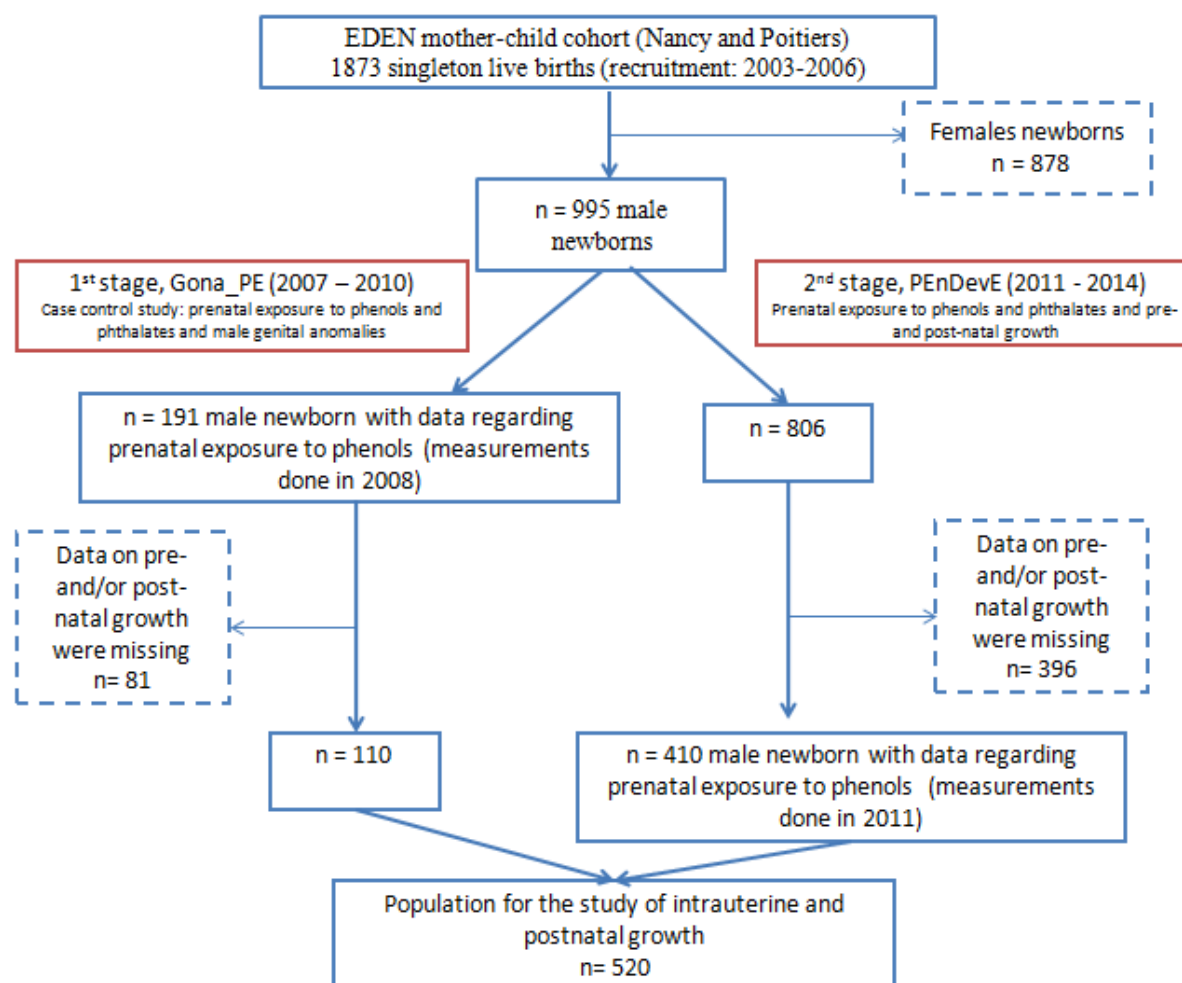 EDEN mother-child cohort (Nancy and Poitiers)
1873 singleton live births (recruitment: 2003-2006)
Females newborns
n = 878
n = 995 male
newborns
1st stage, Gona_PE (2007 – 2010)
Case control study: prenatal exposure to phenols and
phthalates and male genital anomalies
2nd stage, PEnDevE (2011 - 2014)
Prenatal exposure to phenols and phthalates and pre-
and post-natal growth
n = 191 male newborn with data regarding
prenatal exposure to phenols (measurements
done in 2008)
n = 806
Data on pre-
and/or post-
natal growth
were missing
n= 81
Data on pre-
and/or post-
natal growth
were missing
n= 396
n = 110
n = 410 male newborn with data regarding
prenatal exposure to phenols (measurements
done in 2011)
Population for the study of intrauterine and
postnatal growth
n= 520